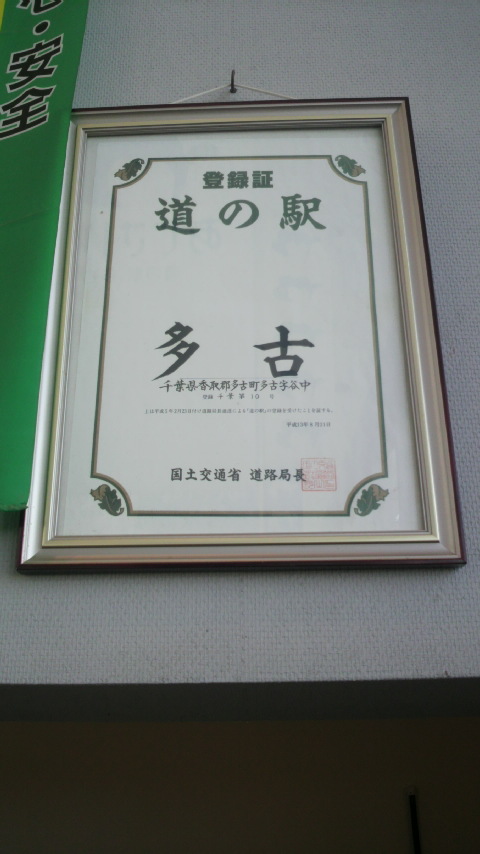 心・安全
登録証
道の駅
多古
千葉県香取郡多古町多古字谷中
登録 千葉 第 10 号
国土交通省 道路局長